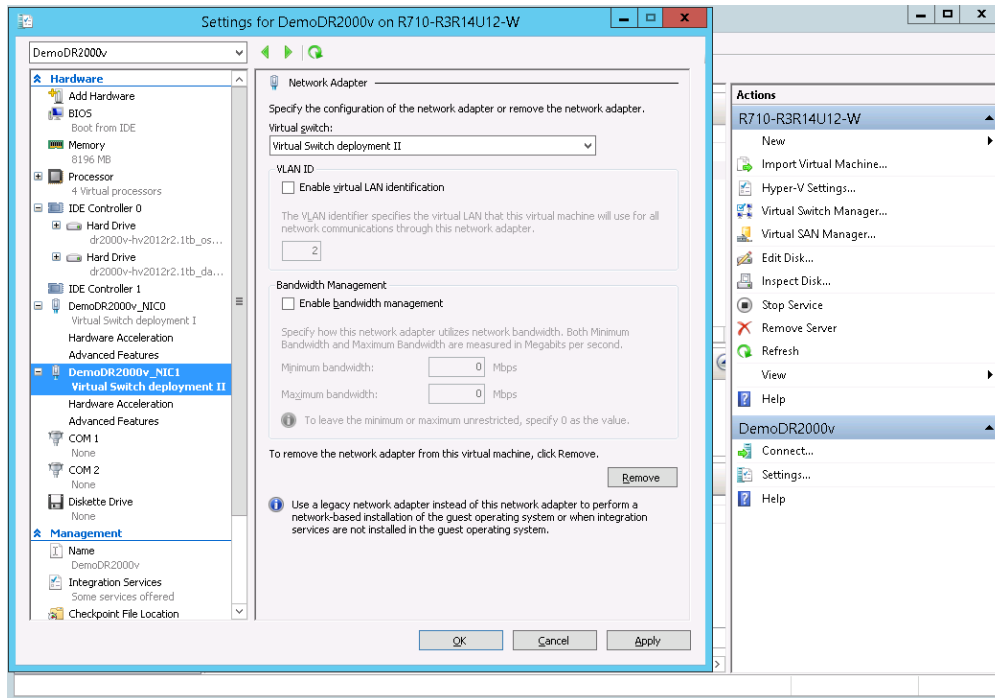 Settings for DemoDR2000v on R710-R3R14U12-W
DemoDR2000v
Hardware
Add Hardware
BIOS
Boot from IDE
Memory
8196 MB
Processor
4 Virtual processors
IDE Controller 0
Hard Drive
dr2000v-hv2012r2.1tb_os...
Hard Drive
dr2000v-hv2012r2.1tb_da...
IDE Controller 1
DemoDR2000v_NIC0
Virtual Switch deployment I
Hardware Acceleration
Advanced Features
DemoDR2000v_NIC1
Virtual Switch deployment II
Hardware Acceleration
Advanced Features
COM 1
None
COM 2
None
Diskette Drive
None
Management
Name
DemoDR2000v
Integration Services
Some services offered
Checkpoint File Location
Network Adapter
Specify the configuration of the network adapter or remove the network adapter.
Virtual switch:
Virtual Switch deployment II
VLAN ID
Enable virtual LAN identification
The VLAN identifier specifies the virtual LAN that this virtual machine will use for all
network communications through this network adapter.
2
Bandwidth Management
Enable bandwidth management
Specify how this network adapter utilizes network bandwidth. Both Minimum
Bandwidth and Maximum Bandwidth are measured in Megabits per second.
Minimum bandwidth: 0 Mbps
Maximum bandwidth: 0 Mbps
To leave the minimum or maximum unrestricted, specify 0 as the value.
To remove the network adapter from this virtual machine, click Remove.
Remove
Use a legacy network adapter instead of this network adapter to perform a
network-based installation of the guest operating system or when integration
services are not installed in the guest operating system.
OK Cancel Apply
Actions
R710-R3R14U12-W
New
Import Virtual Machine...
Hyper-V Settings...
Virtual Switch Manager...
Virtual SAN Manager...
Edit Disk...
Inspect Disk...
Stop Service
Remove Server
Refresh
View
Help
DemoDR2000v
Connect...
Settings...
Help